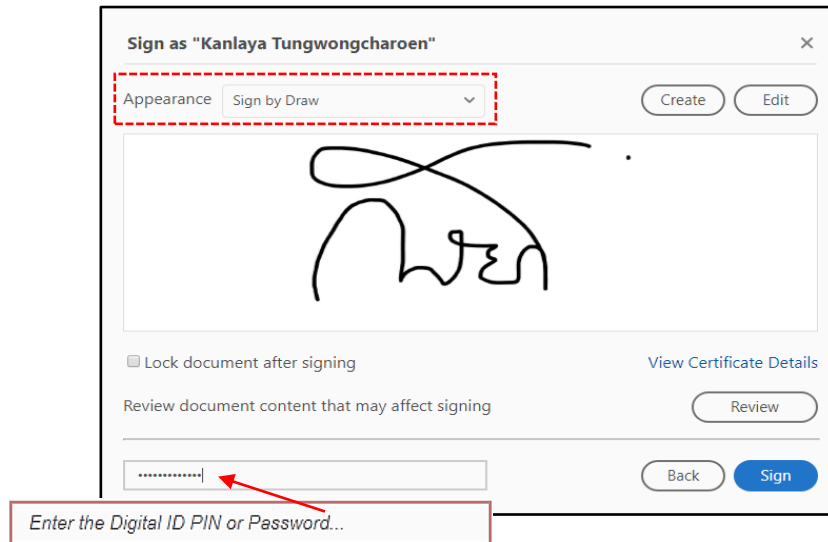 Sign as "Kanlaya Tungwongcharoen"
Appearance Sign by Draw Create Edit
Lock document after signing View Certificate Details
Review document content that may affect signing Review
Back Sign
Enter the Digital ID PIN or Password...